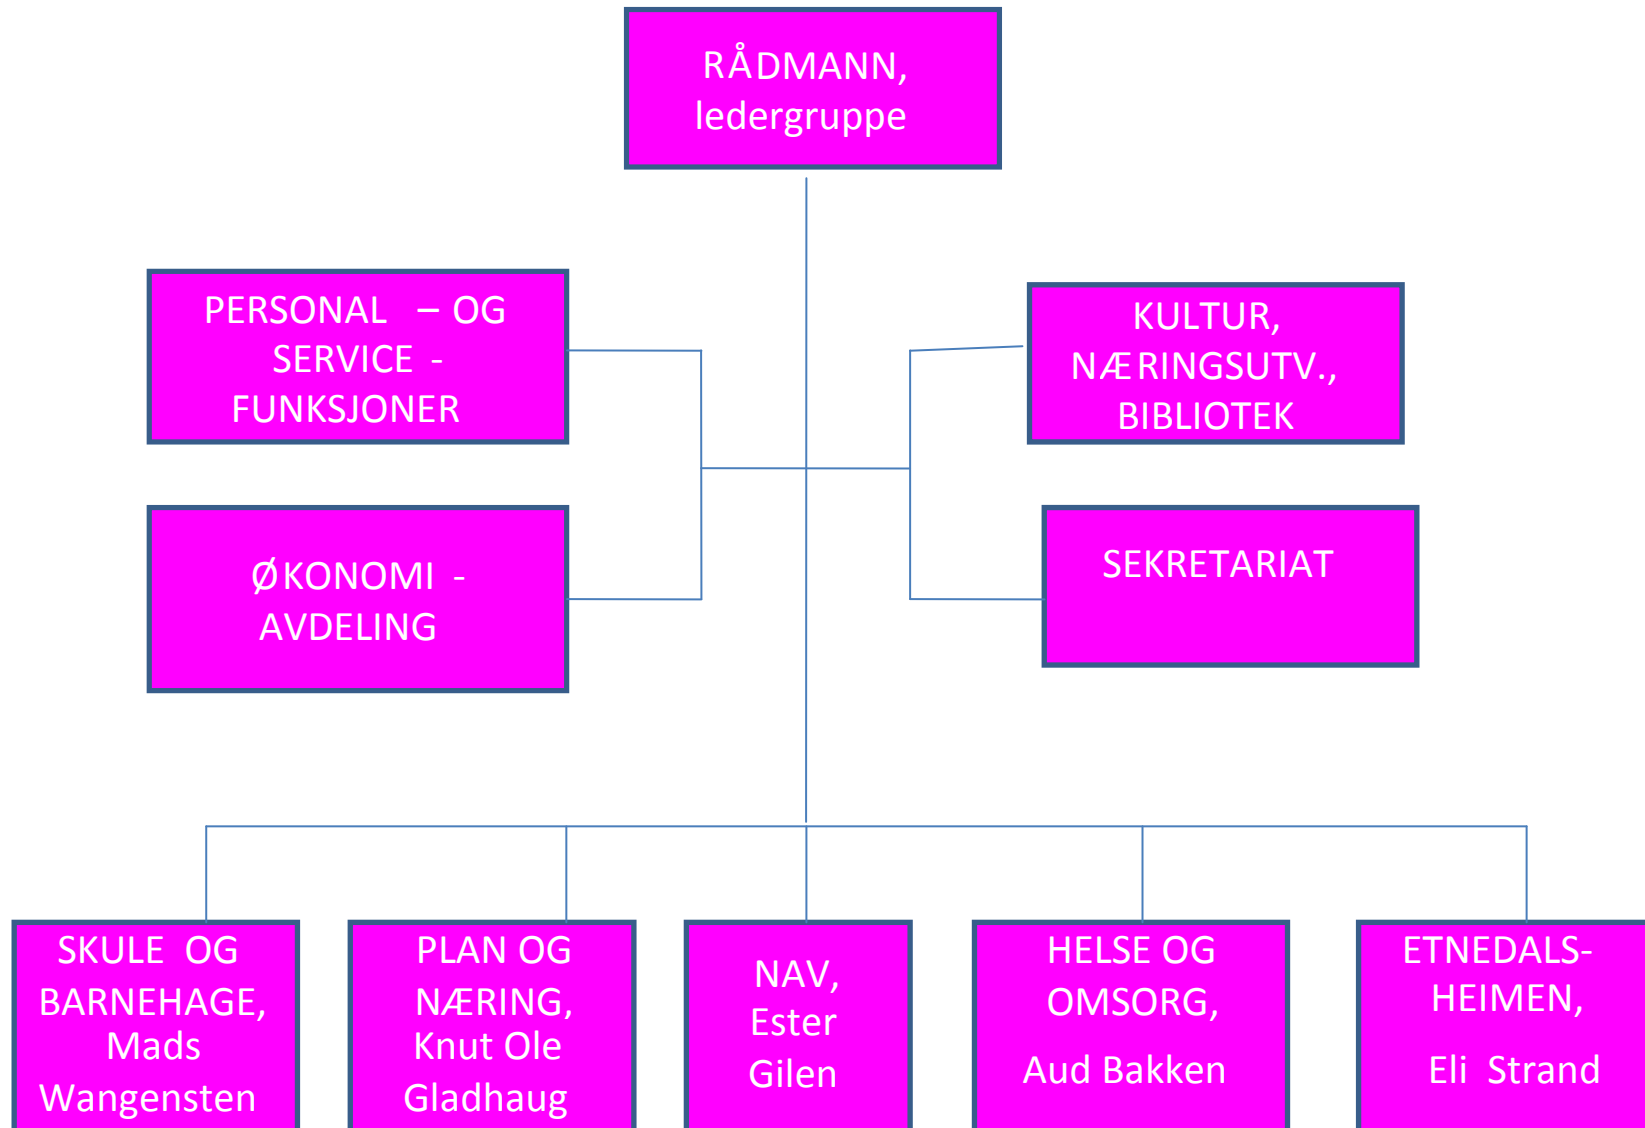 RÅDMANN,
ledergruppe
PERSONAL – OG
SERVICE -
FUNKSJONER
KULTUR,
NÆRINGSUTV.,
BIBLIOTEK
ØKONOMI -
AVDELING
SEKRETARIAT
SKULE OG
BARNEHAGE,
Mads
Wangensten
PLAN OG
NÆRING,
Knut Ole
Gladhaug
NAV,
Ester
Gilen
HELSE OG
OMSORG,
Aud Bakken
ETNEDALS-
HEIMEN,
Eli Strand